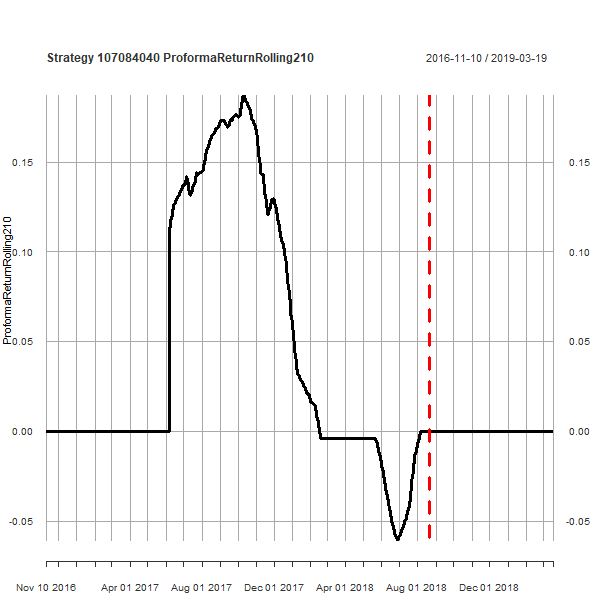 Strategy 107084040 ProformaReturnRolling210
2016-11-10 / 2019-03-19
ProformaReturnRolling210
0.15
0.10
0.05
0.00
-0.05
0.15
0.10
0.05
0.00
-0.05
Nov 10 2016
Apr 01 2017
Aug 01 2017
Dec 01 2017
Apr 01 2018
Aug 01 2018
Dec 01 2018